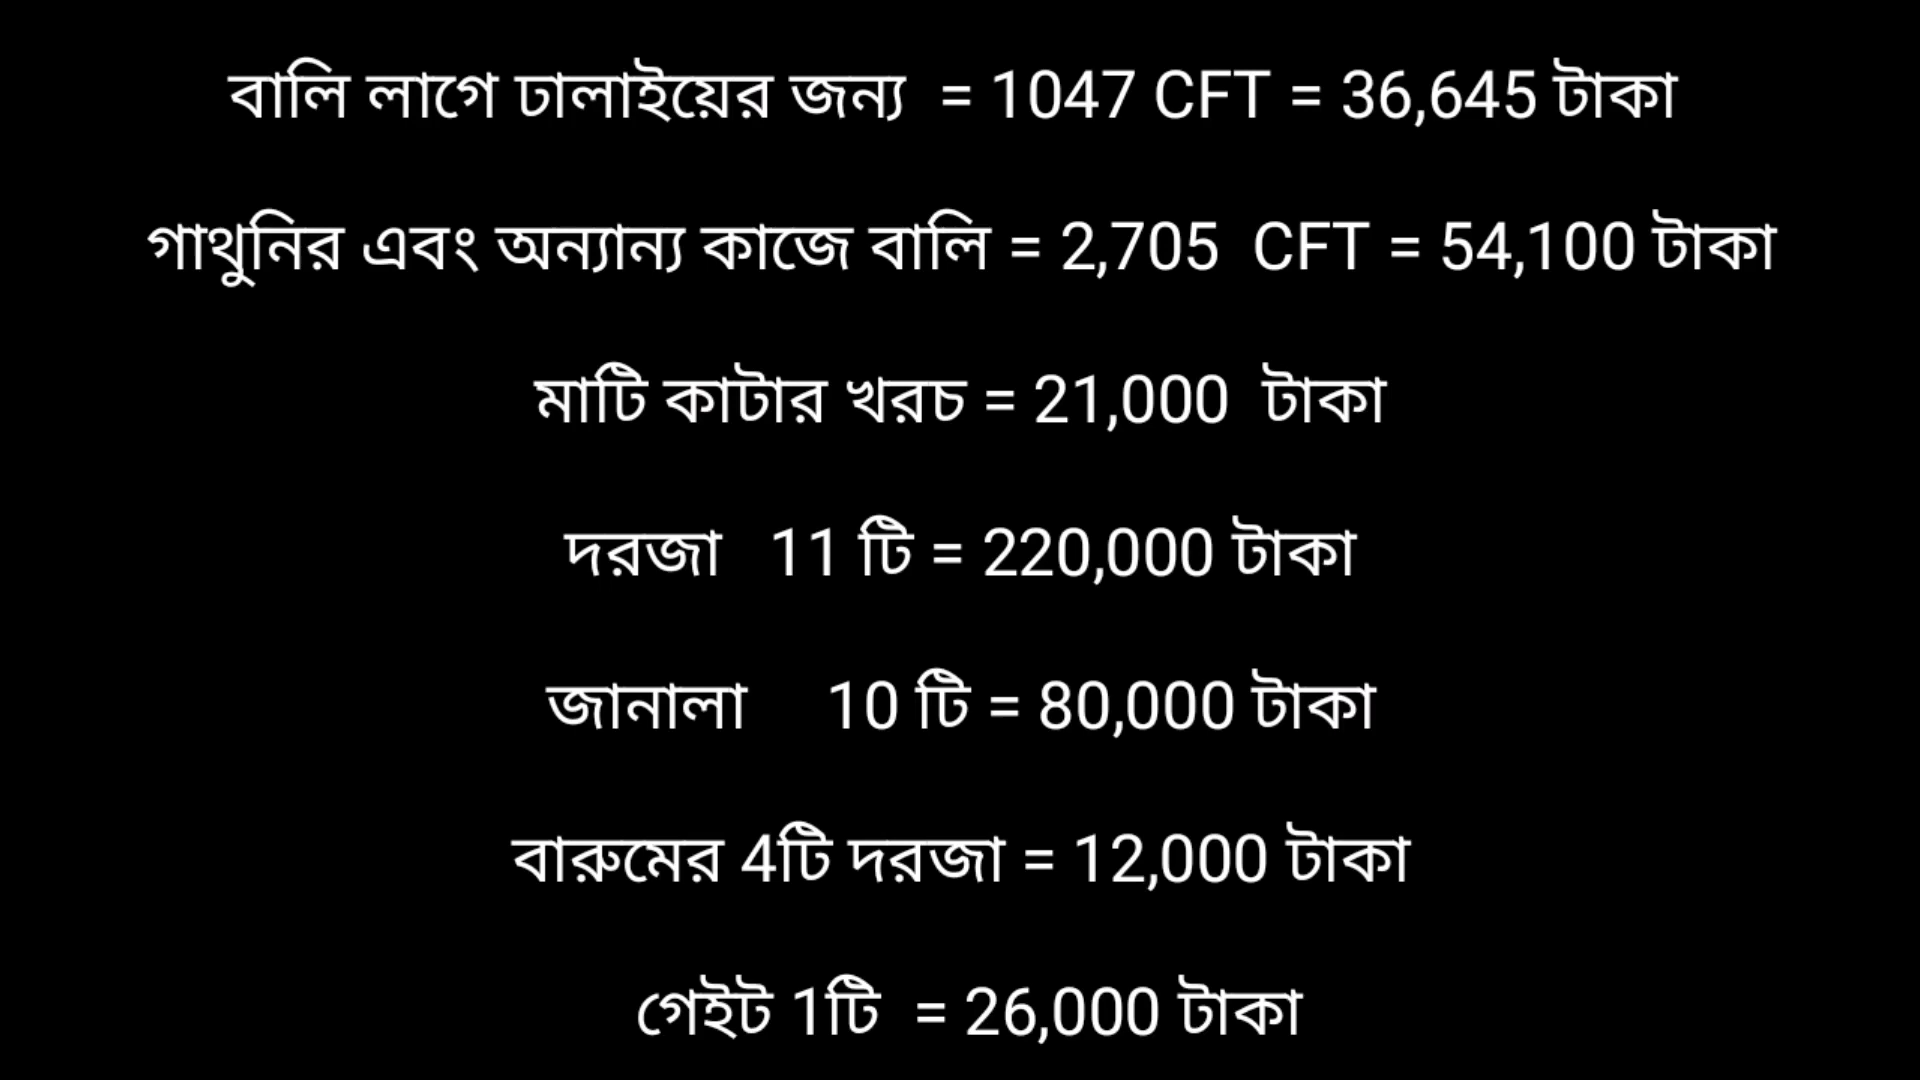 বালি লাগে ঢালাইয়ের জন্য = 1047 CFT = 36,645 টাকা
গাথুনির এবং অন্যান্য কাজে বালি = 2,705 CFT = 54,100 টাকা
মাটি কাটার খরচ = 21,000 টাকা
দরজা 11 টি = 220,000 টাকা
জানালা 10 টি = 80,000 টাকা
বারুমের 4টি দরজা = 12,000 টাকা
গেইট 1টি = 26,000 টাকা